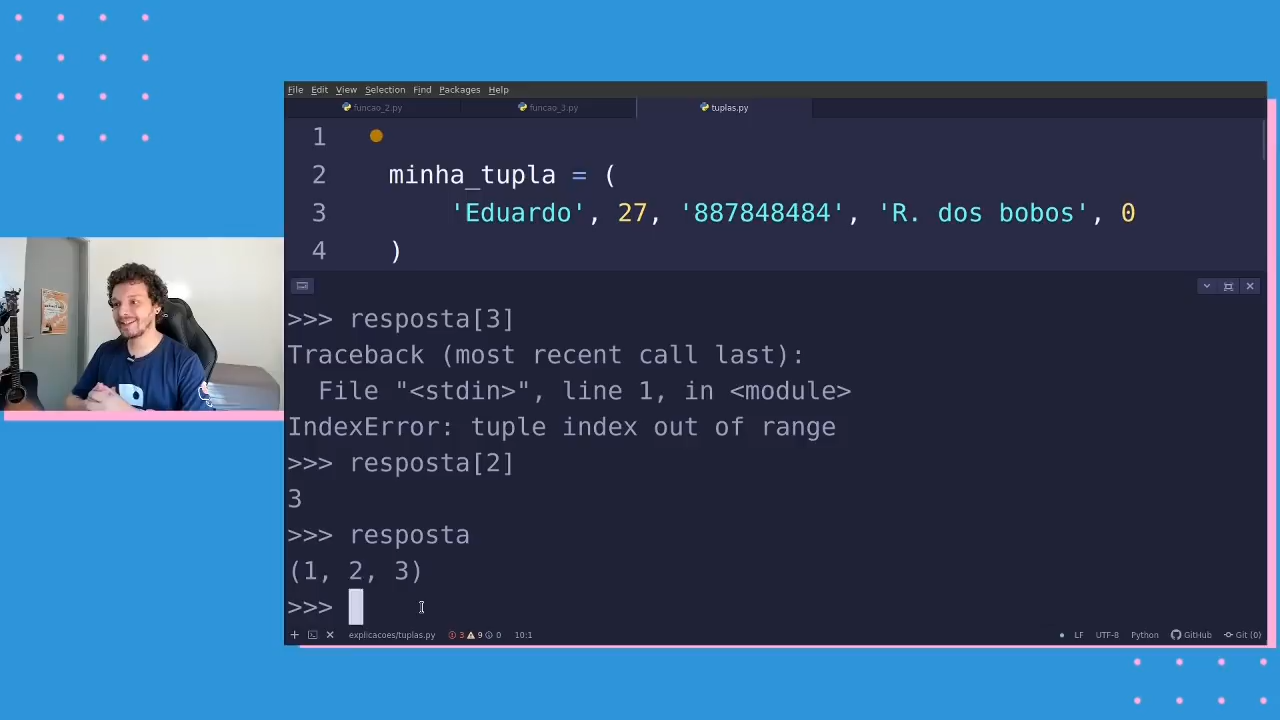 File Edit View Selection Find Packages Help
funcao_2.py funcao_3.py tuplas.py
1
2 minha_tupla = (
3 'Eduardo', 27, '887848484', 'R. dos bobos', 0
4 )
>>> resposta[3]
Traceback (most recent call last):
File "<stdin>", line 1, in <module>
IndexError: tuple index out of range
>>> resposta[2]
3
>>> resposta
(1, 2, 3)
>>>
explicacoes/tuplas.py 3 9 0 10:1 LF UTF-8 Python GitHub Git (0)